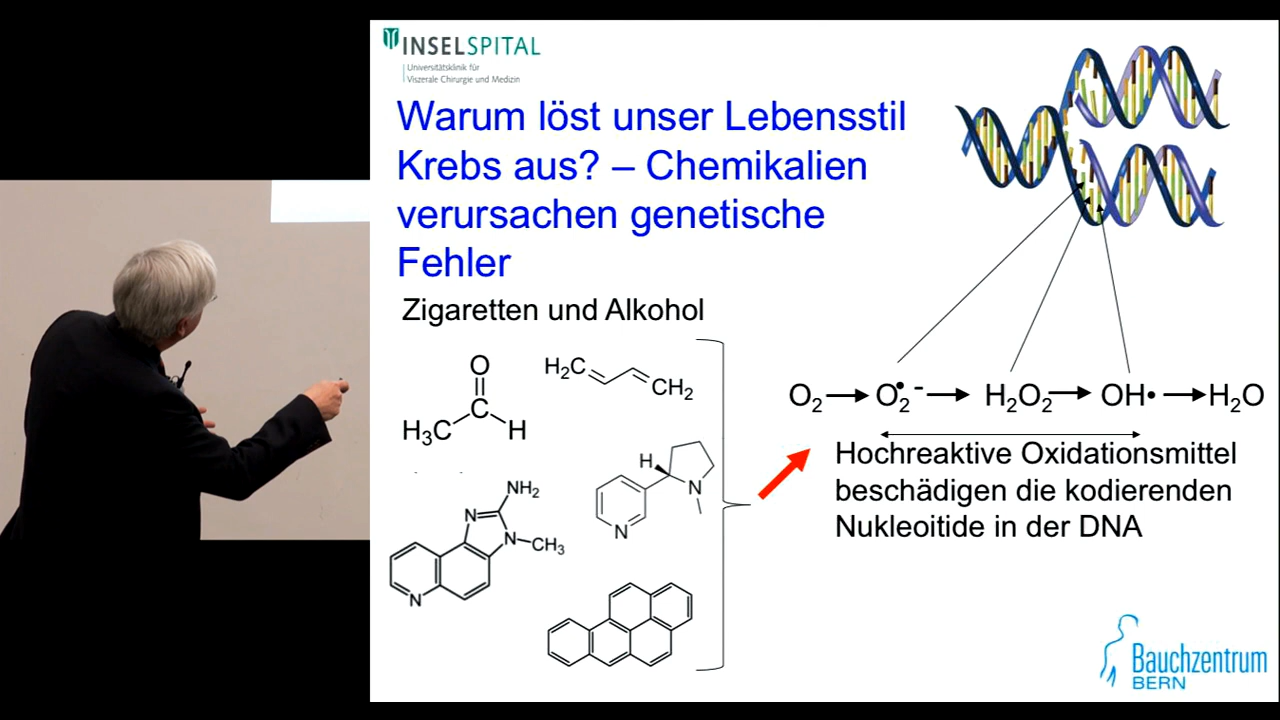 INSELSPITAL
Universitätsklinik für
Viszerale Chirurgie und Medizin
Warum löst unser Lebensstil
Krebs aus? – Chemikalien
verursachen genetische
Fehler
Zigaretten und Alkohol
O
H₃C
H
H₂C
CH₂
NH₂
N
N
CH₃
N
H
N
N
O₂ → O₂•- → H₂O₂ → OH• → H₂O
Hochreaktive Oxidationsmittel
beschädigen die kodierenden
Nukleoitide in der DNA
Bauchzentrum
BERN